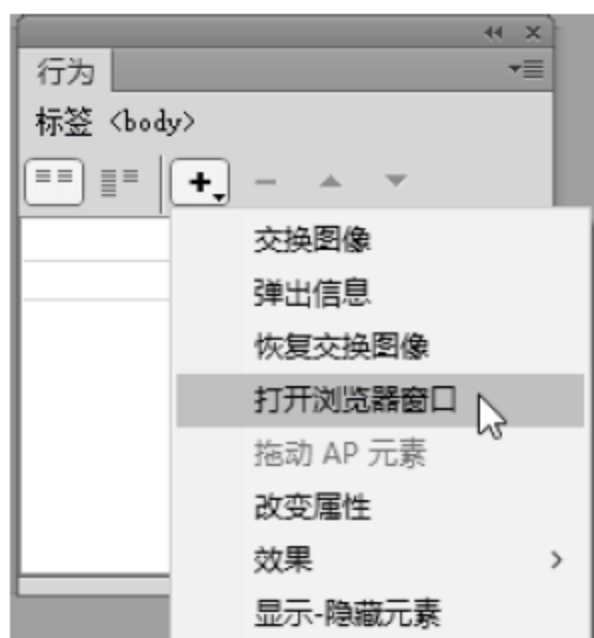 行为
标签 <body>
交换图像
弹出信息
恢复交换图像
打开浏览器窗口
拖动 AP 元素
改变属性
效果
显示-隐藏元素